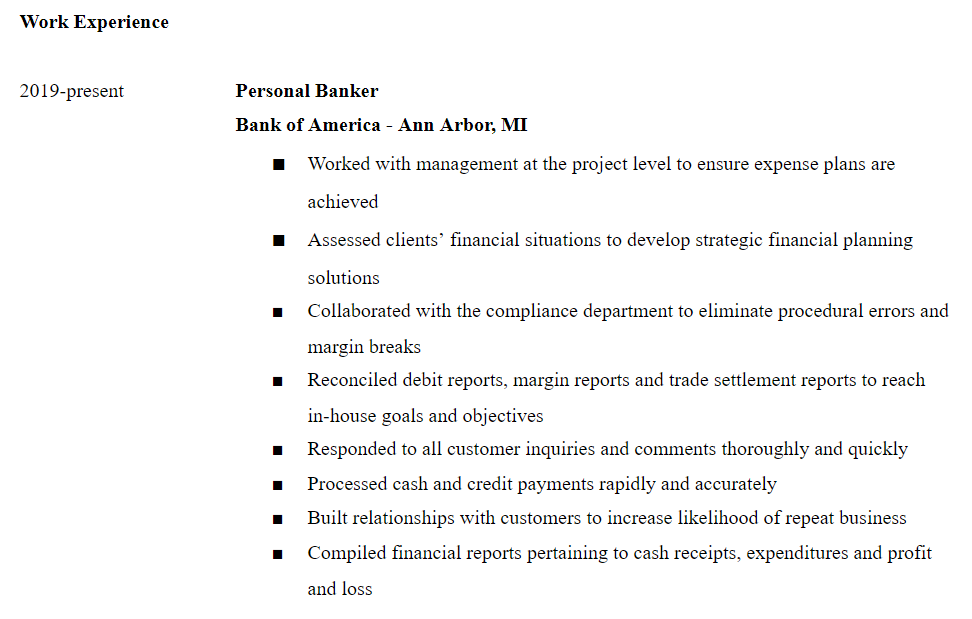 Work Experience
2019-present
Personal Banker
Bank of America - Ann Arbor, MI
■ Worked with management at the project level to ensure expense plans are
achieved
■ Assessed clients’ financial situations to develop strategic financial planning
solutions
■ Collaborated with the compliance department to eliminate procedural errors and
margin breaks
■ Reconciled debit reports, margin reports and trade settlement reports to reach
in-house goals and objectives
■ Responded to all customer inquiries and comments thoroughly and quickly
■ Processed cash and credit payments rapidly and accurately
■ Built relationships with customers to increase likelihood of repeat business
■ Compiled financial reports pertaining to cash receipts, expenditures and profit
and loss